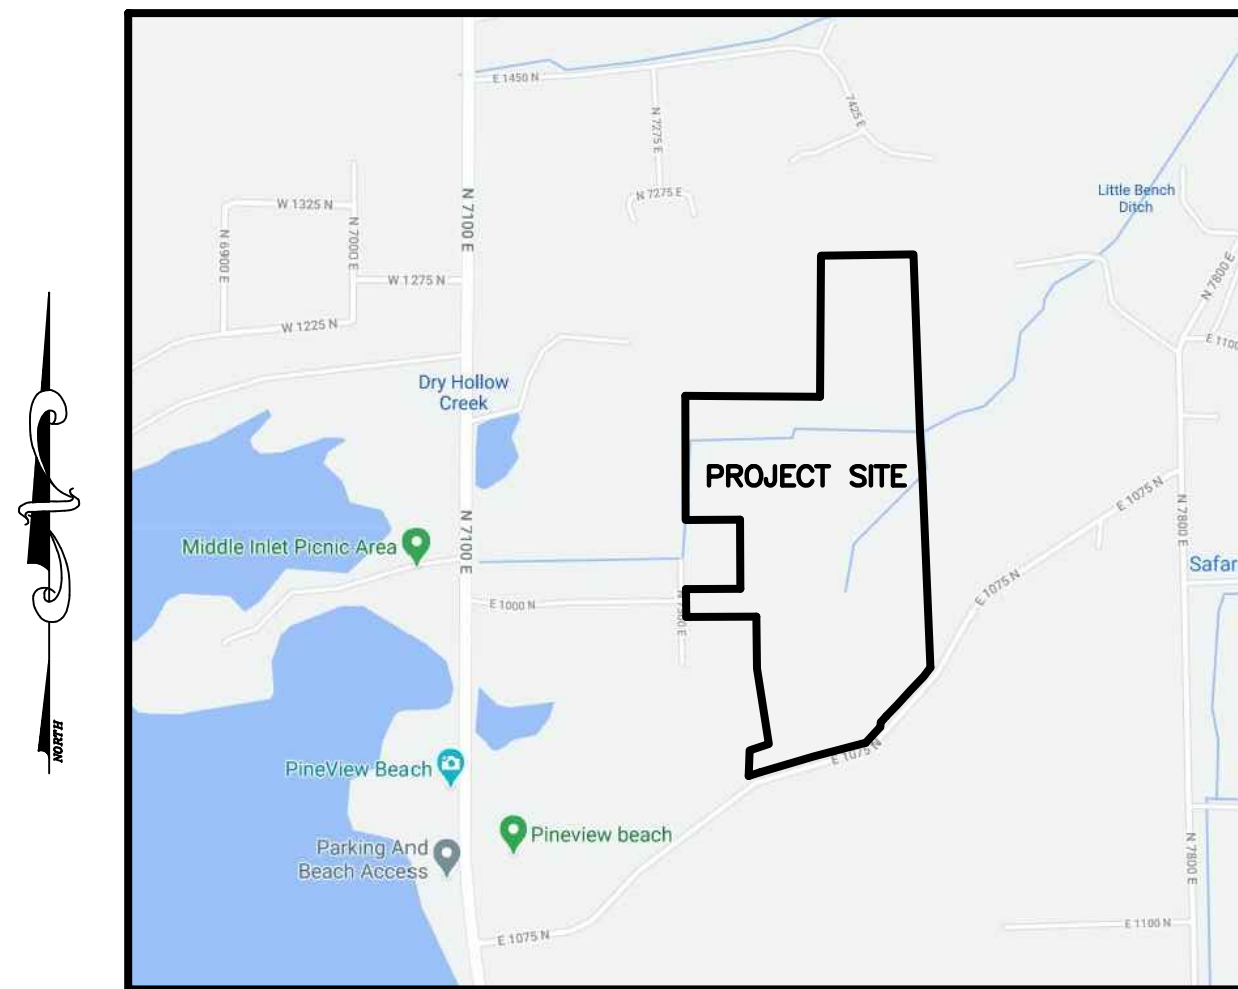 E 1450 N
7425 E
N 7275 E
N 7275 E
Little Bench
Ditch
W 1325 N
N 7100 E
N 6900 E
N 7000 E
W 1275 N
N 7800 E
W 1225 N
E 1100
Dry Hollow
Creek
PROJECT SITE
E 1075 N
N 7800 E
N 7100 E
Middle Inlet Picnic Area
Safar
E 1075 N
E 1000 N
E
NORTH
E 1075 N
PineView Beach
Pineview beach
Parking And
Beach Access
N 7800 E
E 1100 N
E 1075 N